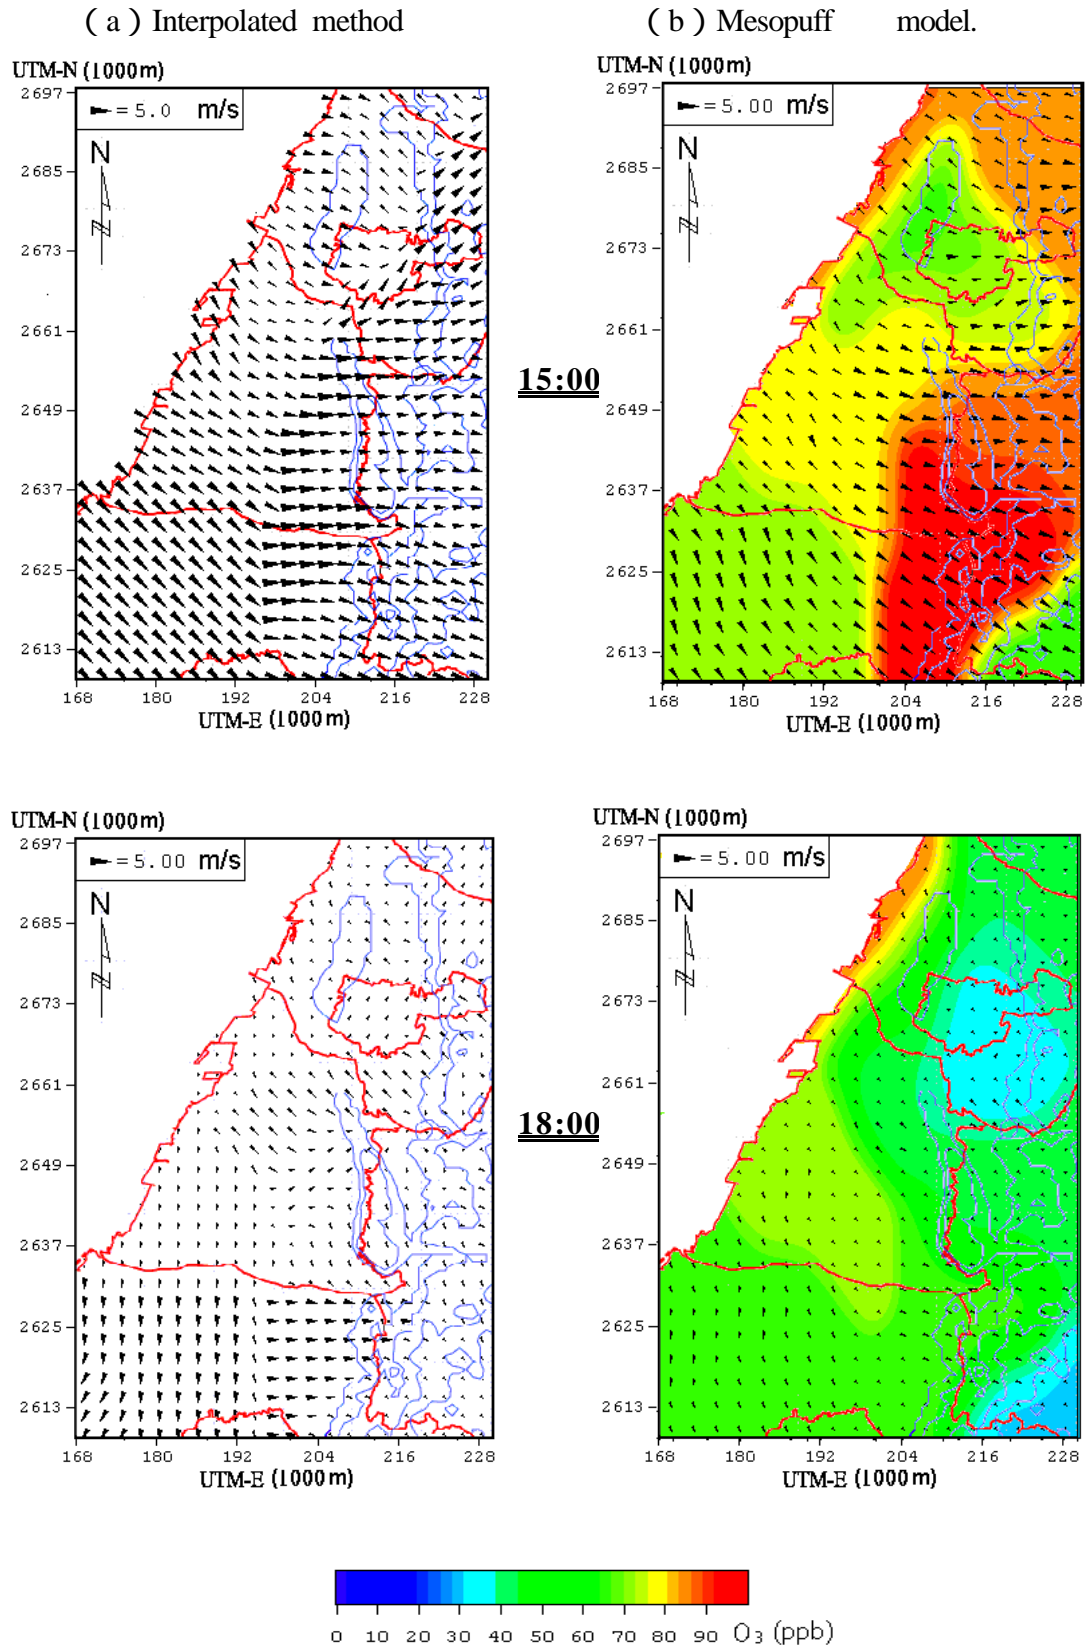 (a) Interpolated method
(b) Mesopuff model.
UTM-N (1000m)
= 5.0 m/s
N
2697
2685
2673
2661
2649
2637
2625
2613
168 180 192 204 216 228
UTM-E (1000m)
15:00
UTM-N (1000m)
= 5.00 m/s
N
2697
2685
2673
2661
2649
2637
2625
2613
168 180 192 204 216 228
UTM-E (1000m)
UTM-N (1000m)
= 5.00 m/s
N
2697
2685
2673
2661
2649
2637
2625
2613
168 180 192 204 216 228
UTM-E (1000m)
18:00
UTM-N (1000m)
= 5.00 m/s
N
2697
2685
2673
2661
2649
2637
2625
2613
168 180 192 204 216 228
UTM-E (1000m)
0 10 20 30 40 50 60 70 80 90 O₃ (ppb)